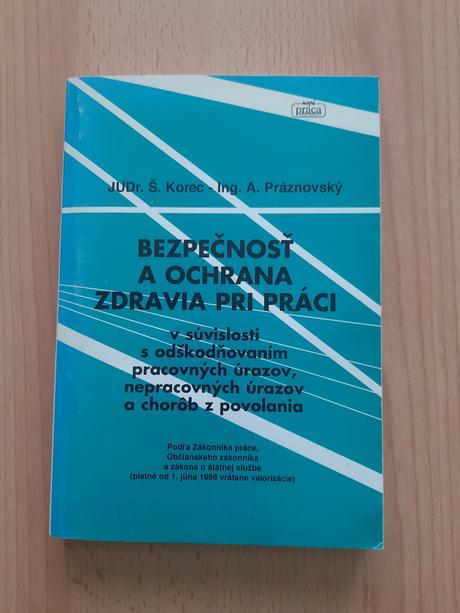 nová
práca
JUDr. Š. Korec - Ing. A. Práznovský
BEZPEČNOSŤ
A OCHRANA
ZDRAVIA PRI PRÁCI
v súvislosti
s odškodňovaním
pracovných úrazov,
nepracovných úrazov
a chorôb z povolania
Podľa Zákonníka práce,
Občianskeho zákonníka
a zákona o štátnej službe
(platné od 1. júna 1998 vrátane valorizácie)